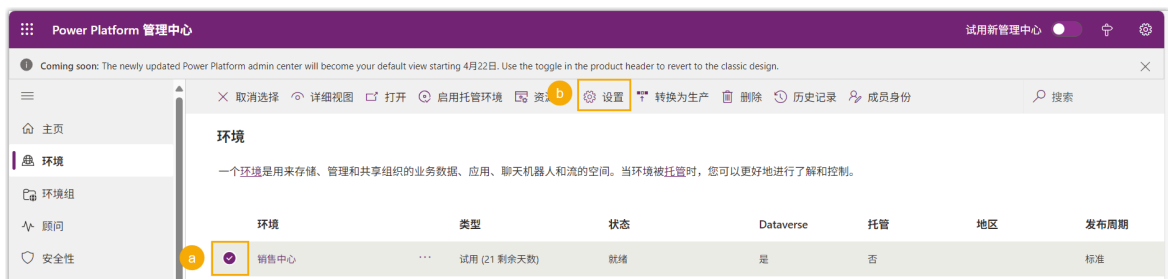 Power Platform 管理中心 试用新管理中心
Coming soon: The newly updated Power Platform admin center will become your default view starting 4月22日. Use the toggle in the product header to revert to the classic design.
取消选择 详细视图 打开 启用托管环境 资 b 设置 转换为生产 删除 历史记录 成员身份 搜索
主页
环境
环境组
顾问
安全性
环境
一个环境是用来存储、管理和共享组织的业务数据、应用、聊天机器人和流的空间。当环境被托管时，您可以更好地进行了解和控制。
环境 类型 状态 Dataverse 托管 地区 发布周期
a 销售中心 ··· 试用 (21 剩余天数) 就绪 是 否 标准